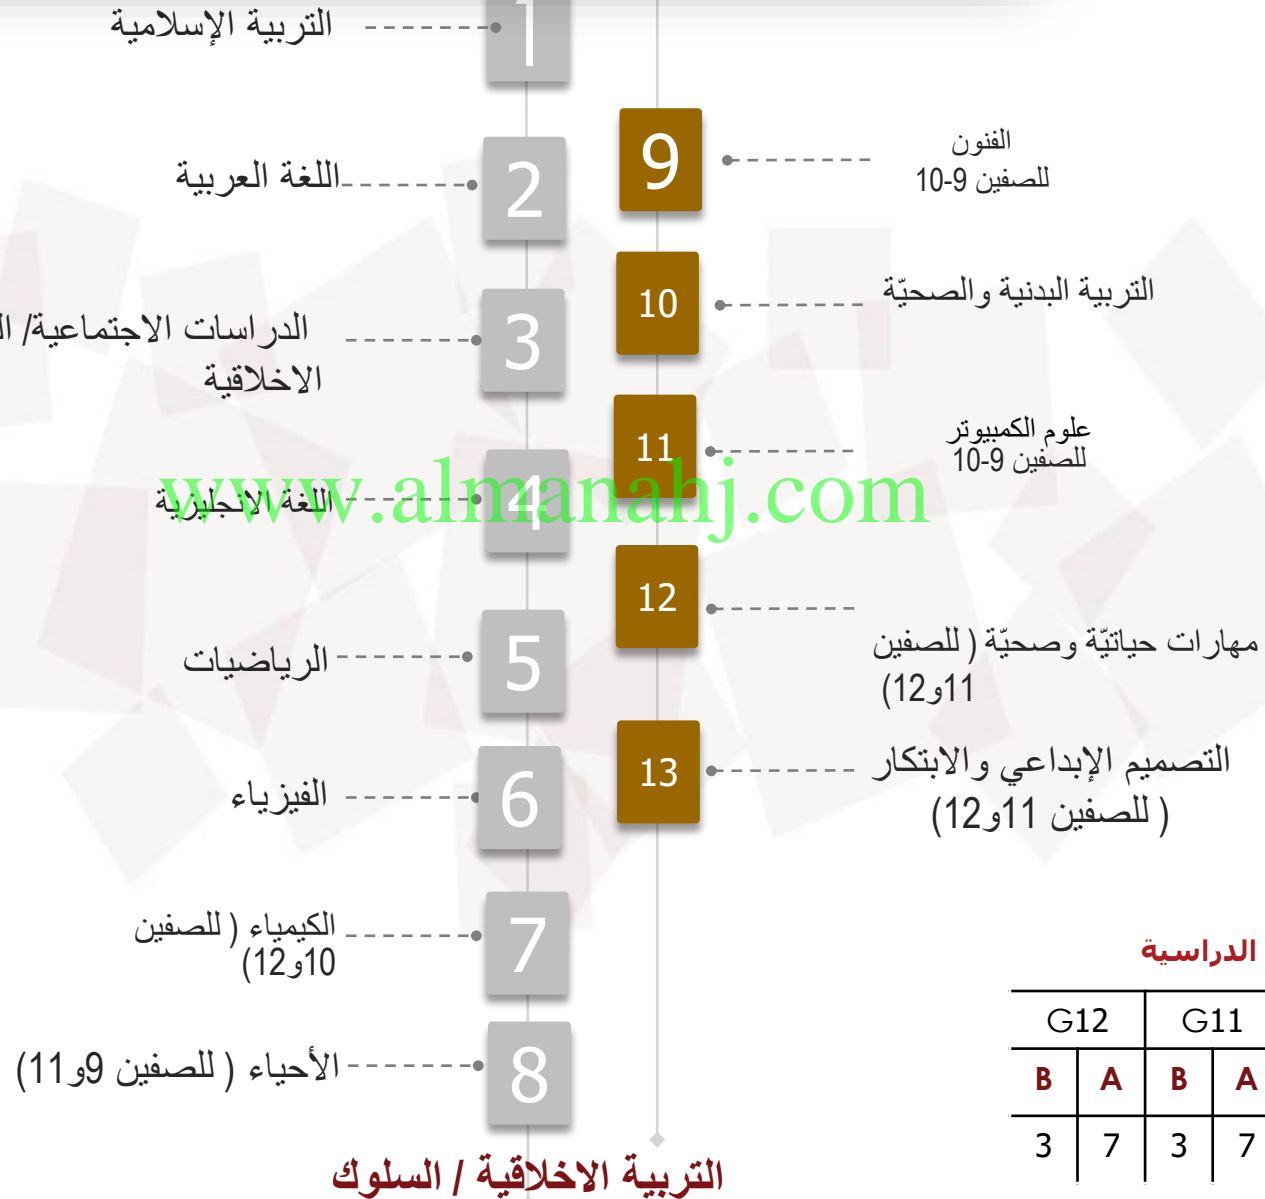 1
التربية الإسلامية
2
اللغة العربية
3
الدراسات الاجتماعية/
الاخلاقية
4
اللغة الانجليزية
5
الرياضيات
6
الفيزياء
7
الكيمياء ( للصفين
10و12)
8
الأحياء ( للصفين 9و11)
9
الفنون
للصفين 9-10
10
التربية البدنية والصحيّة
11
علوم الكمبيوتر
للصفين 9-10
12
مهارات حياتيّة وصحيّة ( للصفين
11و12)
13
التصميم الإبداعي والابتكار
( للصفين 11و12)
www.almanahj.com
الدراسية
G12 G11
B A B A
3 7 3 7
التربية الاخلاقية / السلوك